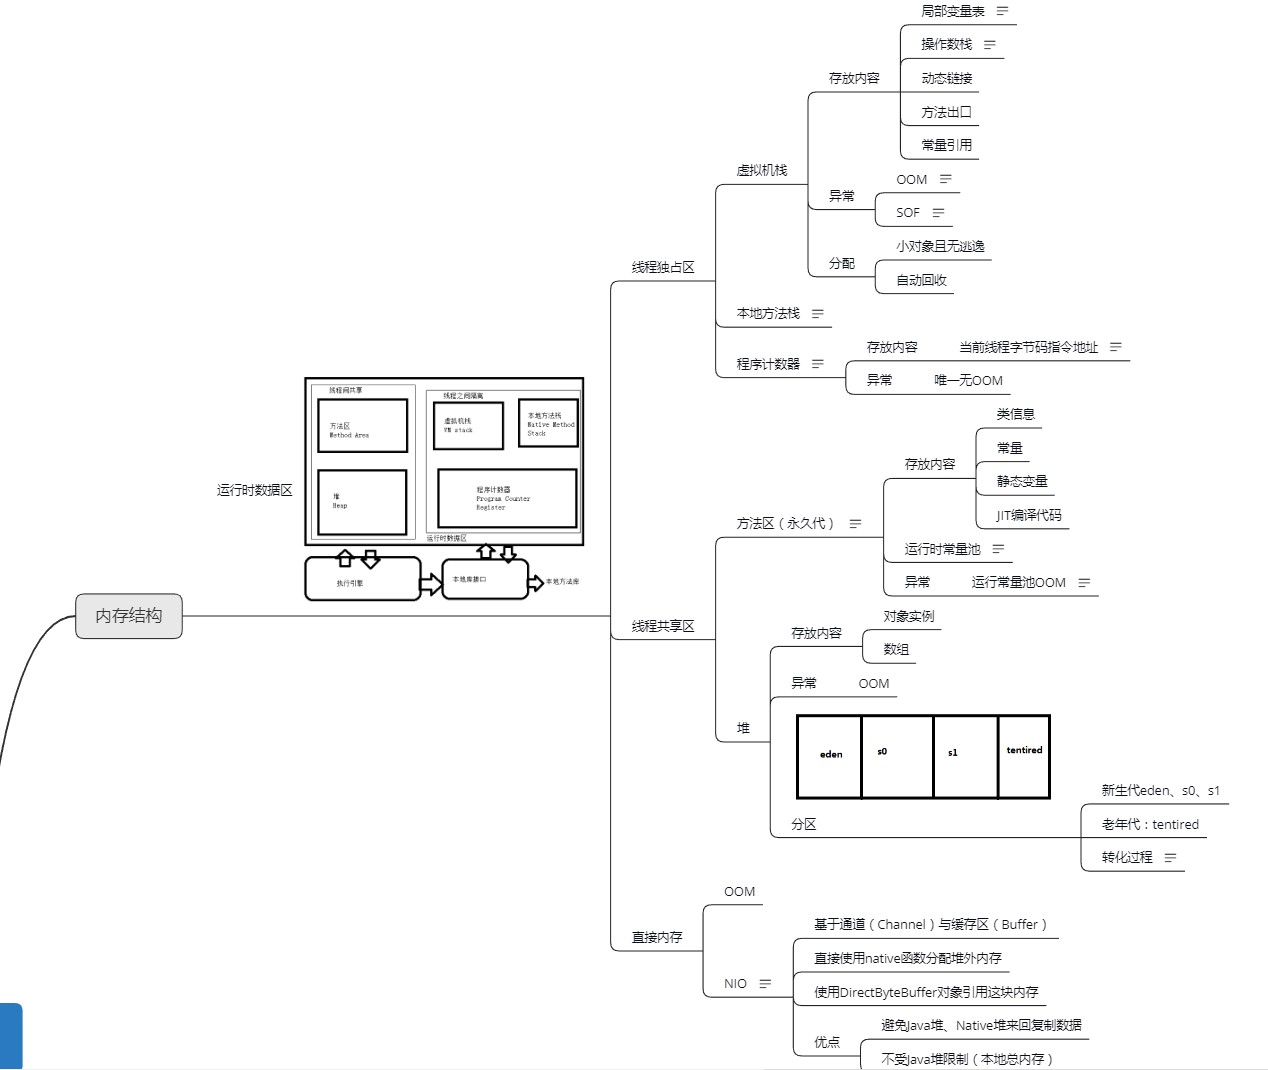 局部变量表
操作数栈
存放内容
动态链接
方法出口
常量引用
虚拟机栈
OOM
异常
SOF
小对象且无逃逸
分配
自动回收
线程独占区
本地方法栈
程序计数器
存放内容
当前线程字节码指令地址
异常
唯一无OOM
运行时数据区
线程间共享
方法区
Method Area
堆
Heap
线程之间隔离
虚拟机栈
VM stack
本地方法栈
Native Method
Stack
程序计数器
Program Counter
Register
运行时数据区
执行引擎
本地库接口
本地方法库
内存结构
类信息
存放内容
常量
静态变量
JIT编译代码
方法区（永久代）
运行时常量池
异常
运行常量池OOM
线程共享区
对象实例
存放内容
数组
异常
OOM
堆
eden
s0
s1
tentired
分区
新生代eden、s0、s1
老年代：tentired
转化过程
OOM
直接内存
基于通道（Channel）与缓存区（Buffer）
直接使用native函数分配堆外内存
NIO
使用DirectByteBuffer对象引用这块内存
避免Java堆、Native堆来回复制数据
优点
不受Java堆限制（本地总内存）